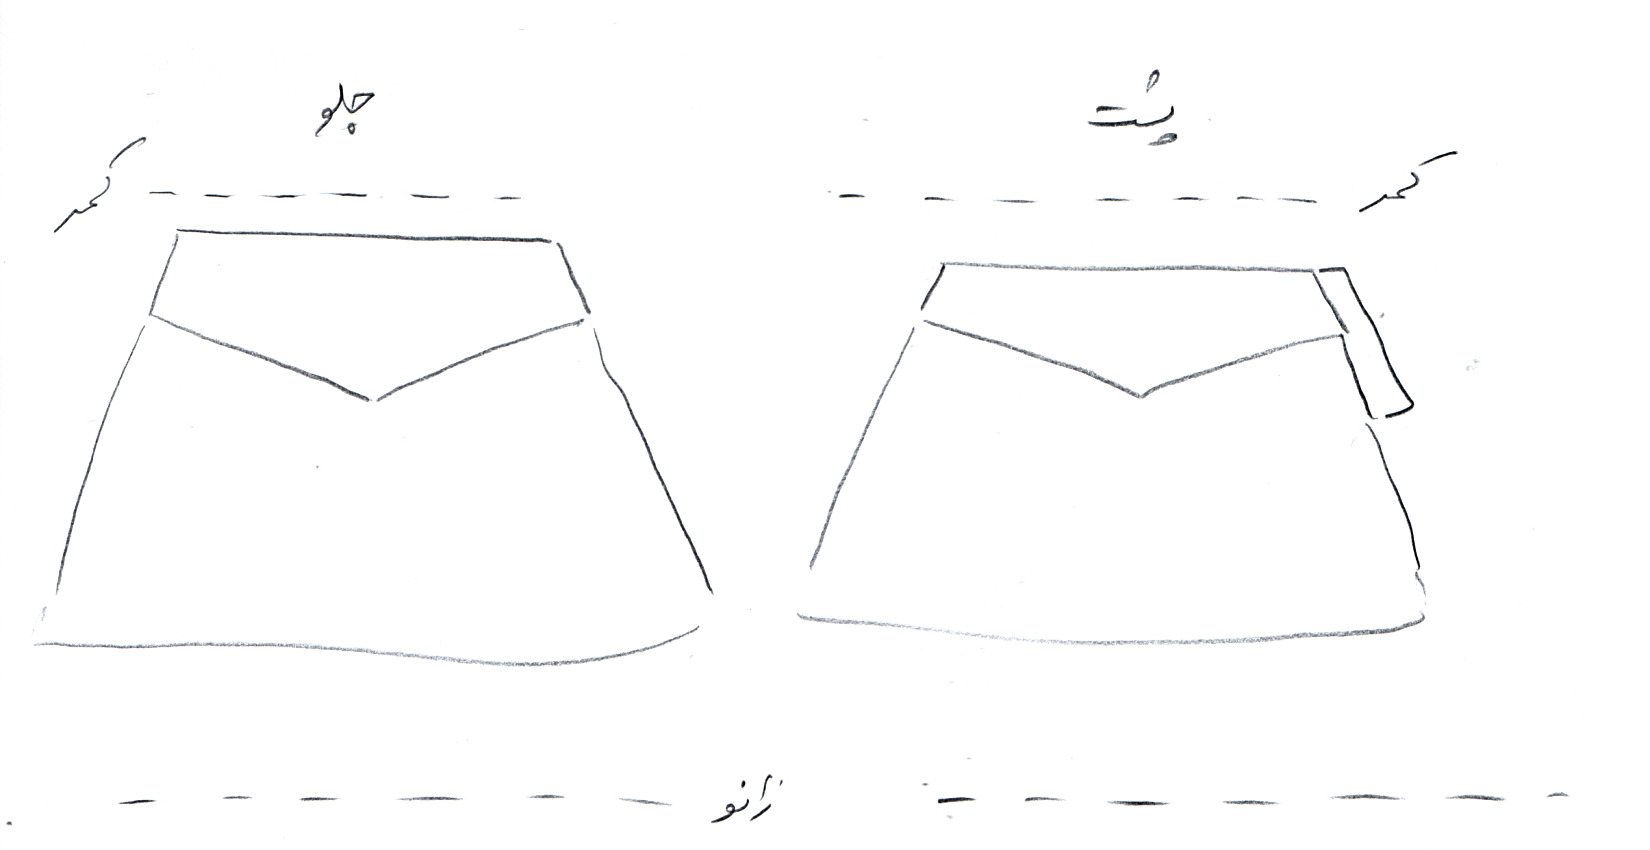 جلو
پشت
کمر
کمر
زانو